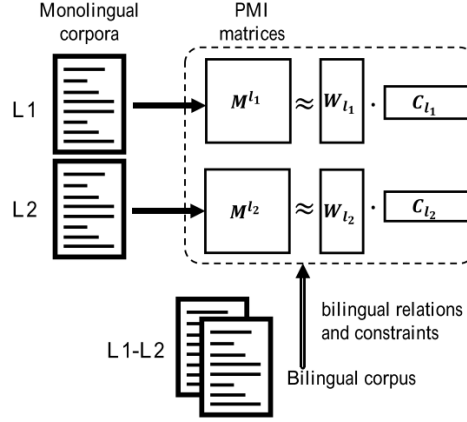 Monolingual
corpora
PMI
matrices
L1
M^{l_1} ≈ W_{l_1} · C_{l_1}
L2
M^{l_2} ≈ W_{l_2} · C_{l_2}
bilingual relations
and constraints
L1-L2
Bilingual corpus